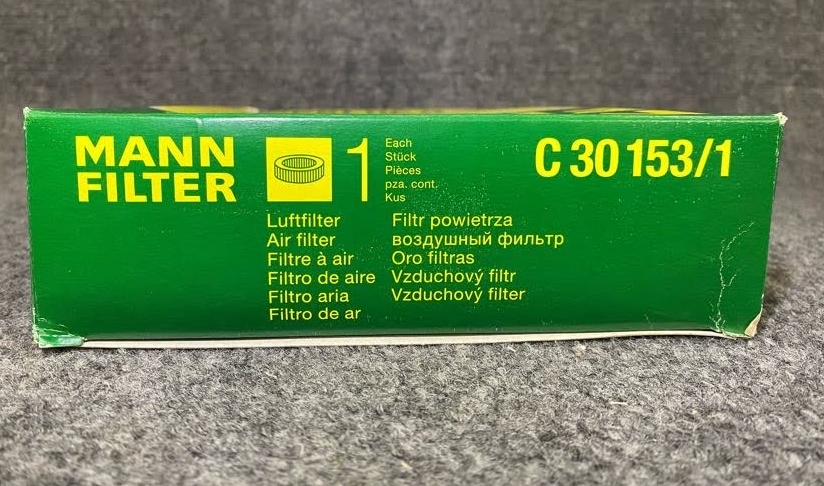 MANN
FILTER
1
Each
Stück
Pièces
pza. cont.
Kus
C 30 153/1
Luftfilter
Air filter
Filtre à air
Filtro de aire
Filtro aria
Filtro de ar
Filtr powietrza
воздушный фильтр
Oro filtras
Vzduchový filtr
Vzduchový filter